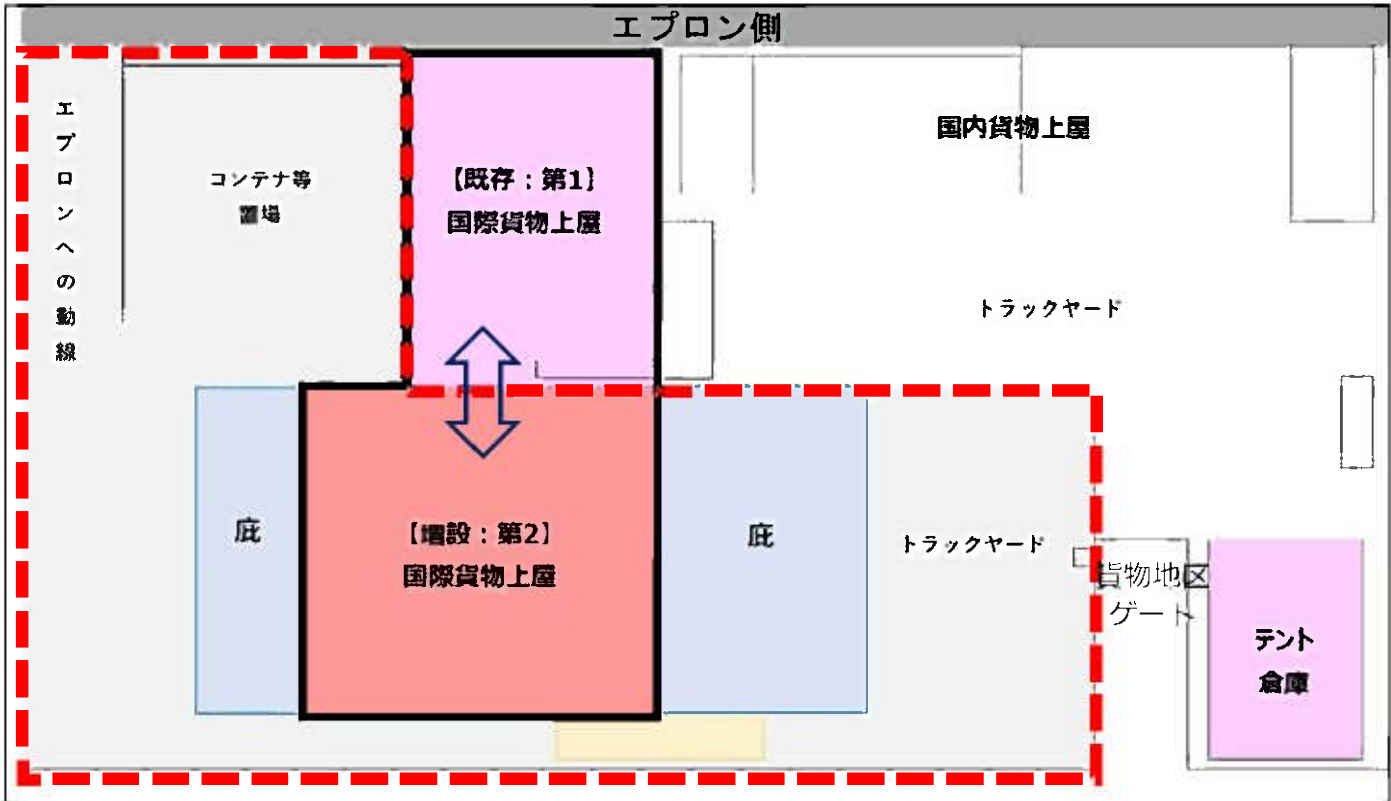 エプロン側
エプロンへの動線
コンテナ等
置場
【既存：第1】
国際貨物上屋
国内貨物上屋
トラックヤード
庇
【増設：第2】
国際貨物上屋
庇
トラックヤード
貨物地区
ゲート
テント
倉庫